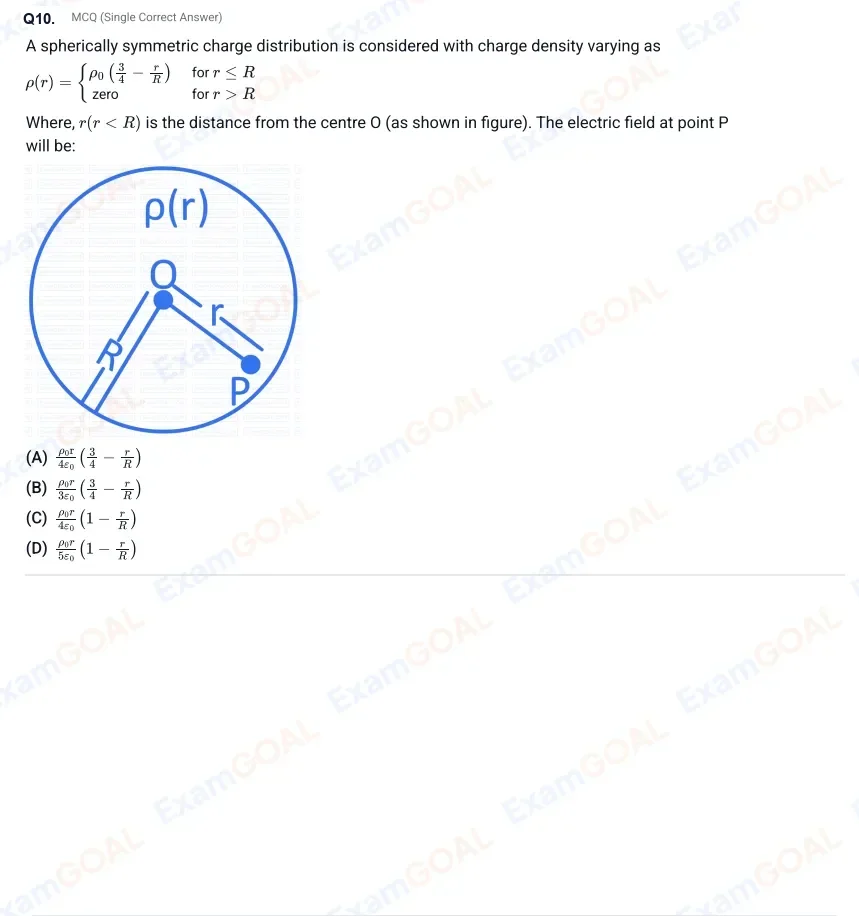 Q10. MCQ (Single Correct Answer)
A spherically symmetric charge distribution is considered with charge density varying as
ρ(r) = { ρ₀ (3/4 − r/R) for r ≤ R
zero for r > R
Where, r(r < R) is the distance from the centre O (as shown in figure). The electric field at point P
will be:
ρ(r)
O
r
R
P
(A) ρ₀r/4ε₀ (3/4 − r/R)
(B) ρ₀r/3ε₀ (3/4 − r/R)
(C) ρ₀r/4ε₀ (1 − r/R)
(D) ρ₀r/5ε₀ (1 − r/R)
ExamGOAL